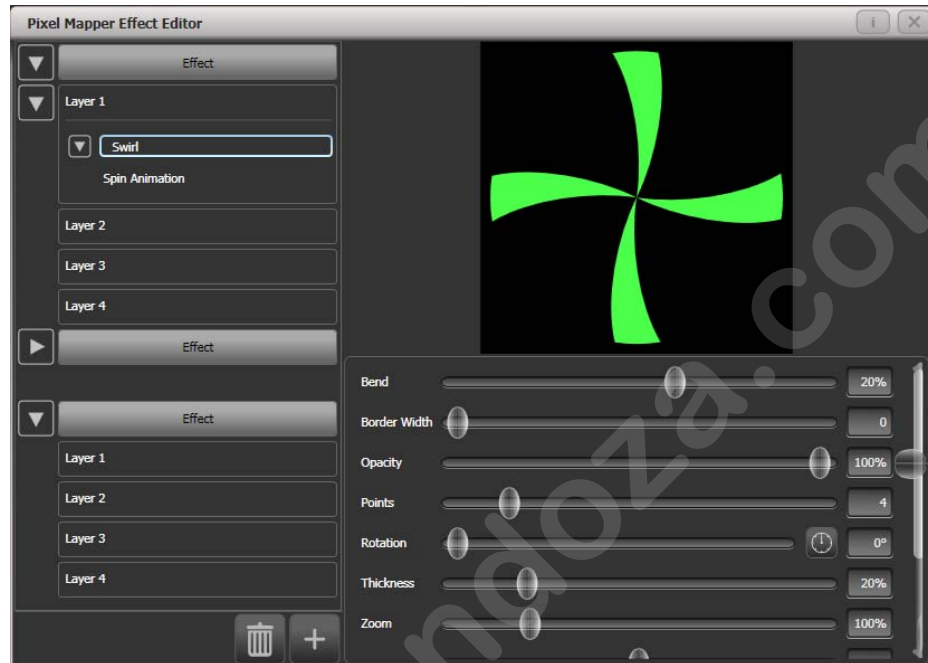 Pixel Mapper Effect Editor
i
Effect
Layer 1
Swirl
Spin Animation
Layer 2
Layer 3
Layer 4
Effect
Effect
Layer 1
Layer 2
Layer 3
Layer 4
Bend 20%
Border Width 0
Opacity 100%
Points 4
Rotation 0°
Thickness 20%
Zoom 100%
ndoza.com